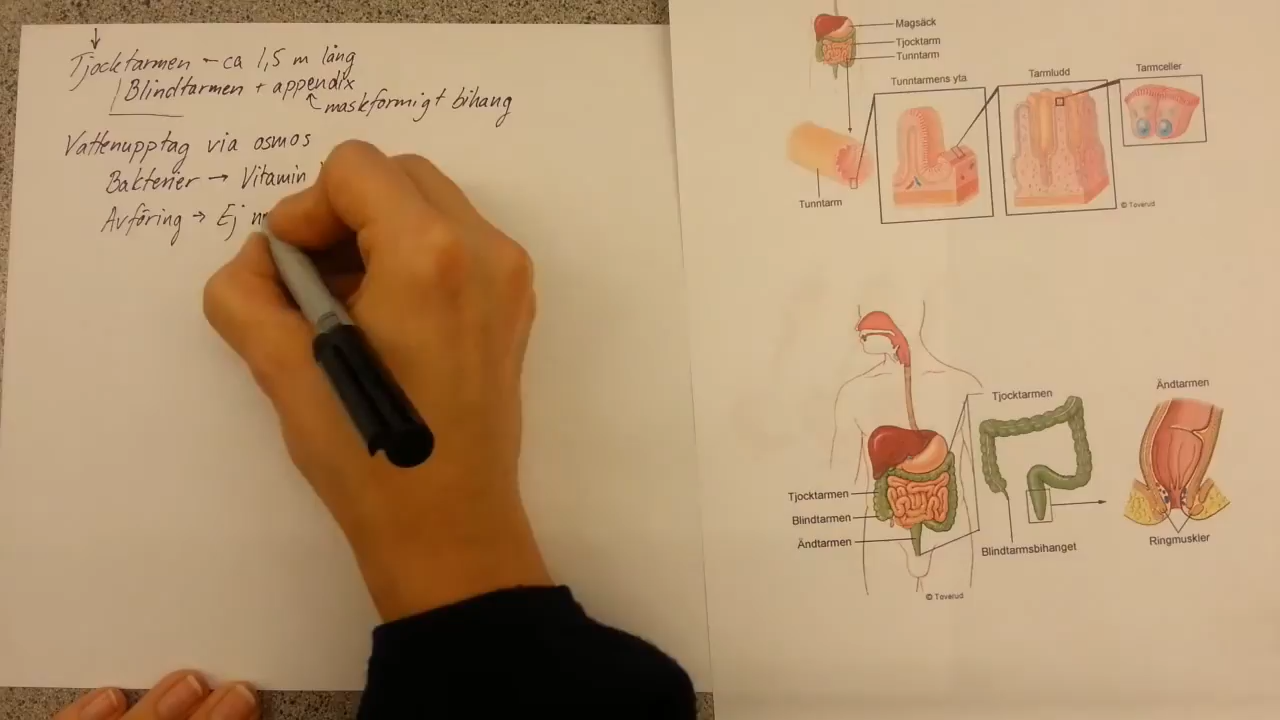 Tjocktarmen - ca 1,5 m lång
Blindtarmen + appendix
maskformigt bihang
Vattenupptag via osmos
Bakterier → Vitamin
Avföring → Ej
Magsäck
Tjocktarm
Tunntarm
Tunntarmens yta
Tarmludd
Tarmceller
Tunntarm
© Toverud
Tjocktarmen
Ändtarmen
Tjocktarmen
Blindtarmen
Ändtarmen
Blindtarmsbihanget
Ringmuskler
© Toverud